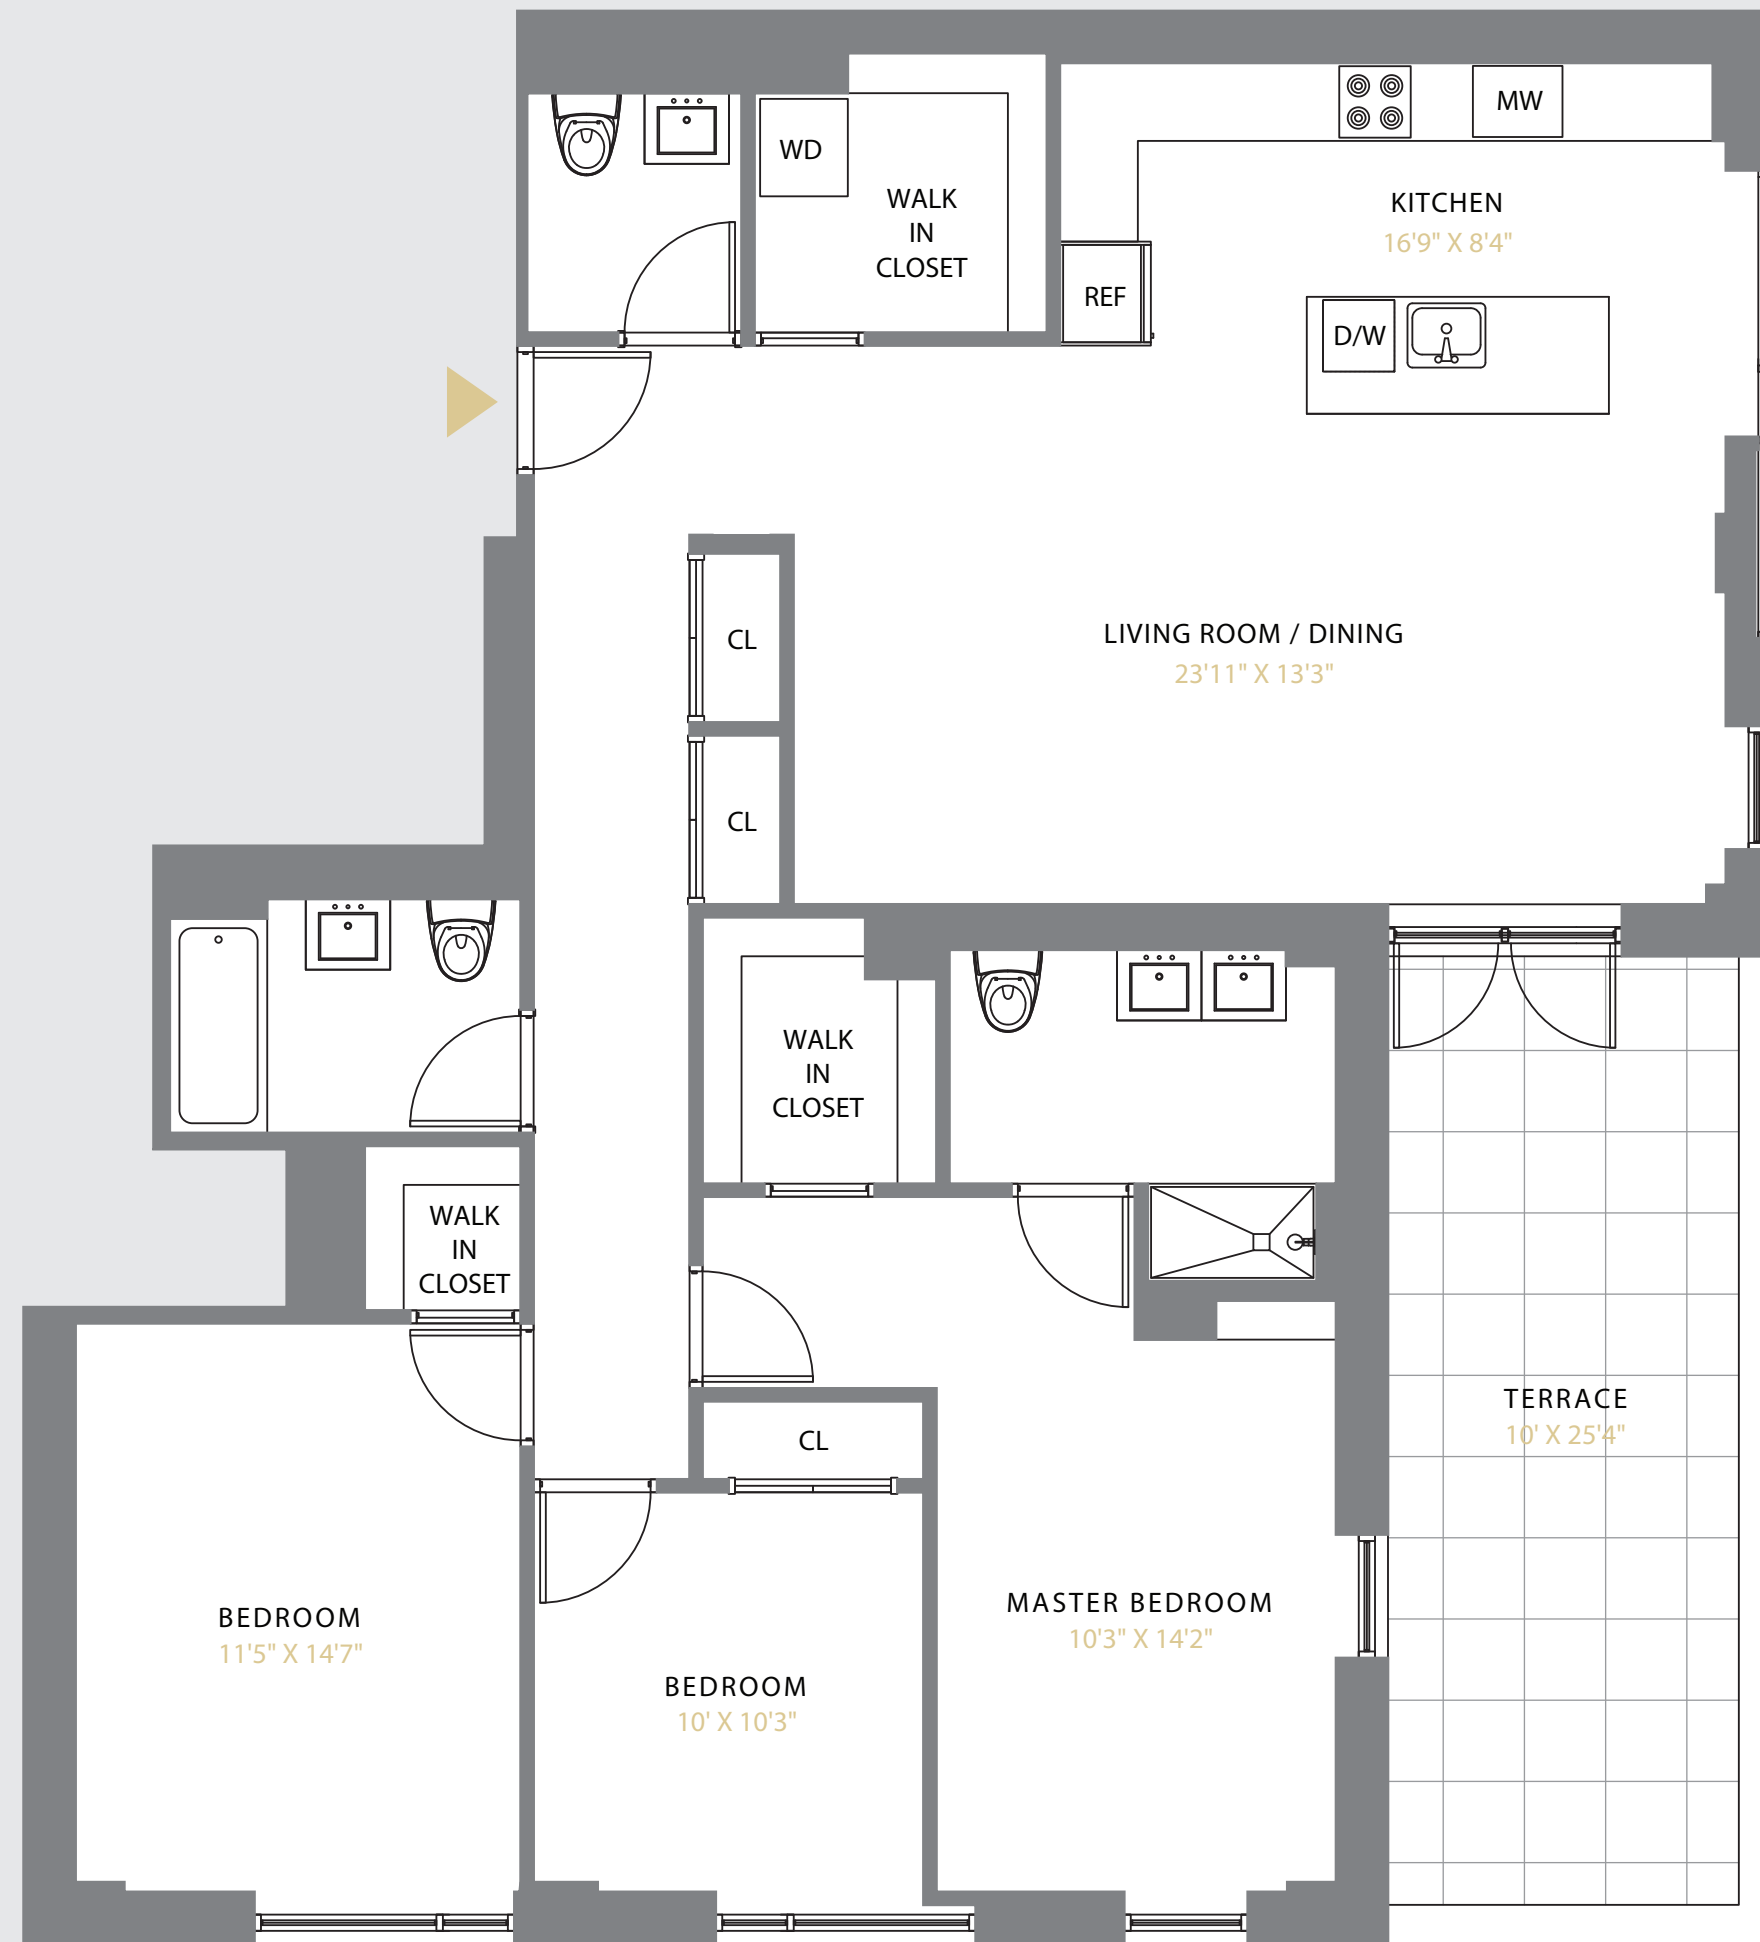 MW
WD
WALK
IN
CLOSET
KITCHEN
16'9" X 8'4"
REF
D/W
LIVING ROOM / DINING
23'11" X 13'3"
CL
CL
WALK
IN
CLOSET
WALK
IN
CLOSET
TERRACE
10' X 25'4"
CL
MASTER BEDROOM
10'3" X 14'2"
BEDROOM
11'5" X 14'7"
BEDROOM
10' X 10'3"